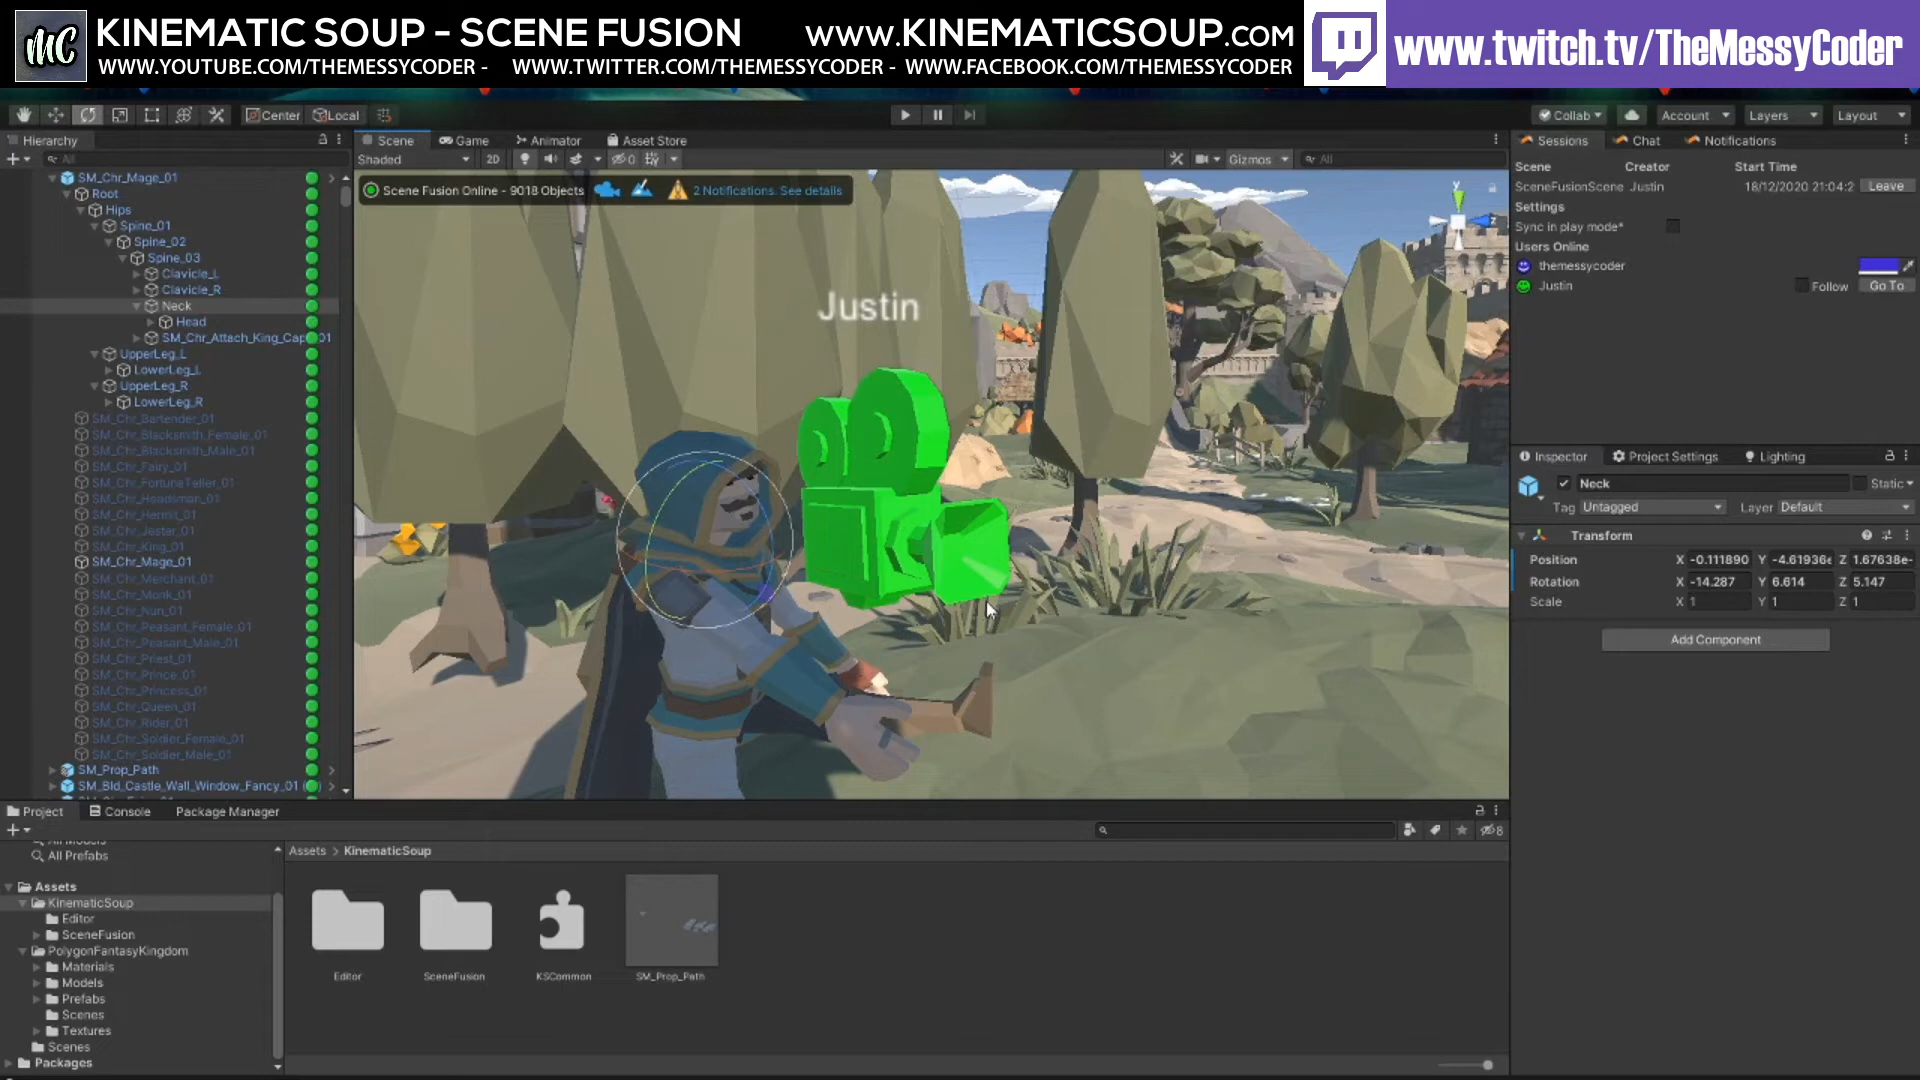 MC
KINEMATIC SOUP - SCENE FUSION
WWW.KINEMATICSOUP.COM
WWW.YOUTUBE.COM/THEMESSYCODER - WWW.TWITTER.COM/THEMESSYCODER - WWW.FACEBOOK.COM/THEMESSYCODER
www.twitch.tv/TheMessyCoder
Center
Local
Collab
Account
Layers
Layout
Hierarchy
All
SM_Chr_Mage_01
Root
Hips
Spine_01
Spine_02
Spine_03
Clavicle_L
Clavicle_R
Neck
Head
SM_Chr_Attach_King_Cap 01
UpperLeg_L
LowerLeg_L
UpperLeg_R
LowerLeg_R
SM_Chr_Bartender_01
SM_Chr_Blacksmith_Female_01
SM_Chr_Blacksmith_Male_01
SM_Chr_Fairy_01
SM_Chr_FortuneTeller_01
SM_Chr_Headsman_01
SM_Chr_Hermit_01
SM_Chr_Jester_01
SM_Chr_King_01
SM_Chr_Mage_01
SM_Chr_Merchant_01
SM_Chr_Monk_01
SM_Chr_Nun_01
SM_Chr_Peasant_Female_01
SM_Chr_Peasant_Male_01
SM_Chr_Priest_01
SM_Chr_Prince_01
SM_Chr_Princess_01
SM_Chr_Queen_01
SM_Chr_Rider_01
SM_Chr_Soldier_Female_01
SM_Chr_Soldier_Male_01
SM_Prop_Path
SM_Bld_Castle_Wall_Window_Fancy_01 (
Scene
Game
Animator
Asset Store
Shaded
2D
0
Gizmos
All
Scene Fusion Online - 9018 Objects
2 Notifications. See details
Justin
y
z
Sessions
Chat
Notifications
Scene Creator Start Time
SceneFusionScene Justin 18/12/2020 21:04:2 Leave
Settings
Sync in play mode*
Users Online
themessycoder
Justin Follow Go To
Inspector
Project Settings
Lighting
Neck Static
Tag Untagged Layer Default
Transform
Position X -0.111890 Y -4.61936e Z 1.67638e-
Rotation X -14.287 Y 6.614 Z 5.147
Scale X 1 Y 1 Z 1
Add Component
Project
Console
Package Manager
8
All Models
All Prefabs
Assets
KinematicSoup
Editor
SceneFusion
PolygonFantasyKingdom
Materials
Models
Prefabs
Scenes
Textures
Scenes
Packages
Assets > KinematicSoup
Editor
SceneFusion
KSCommon
SM_Prop_Path